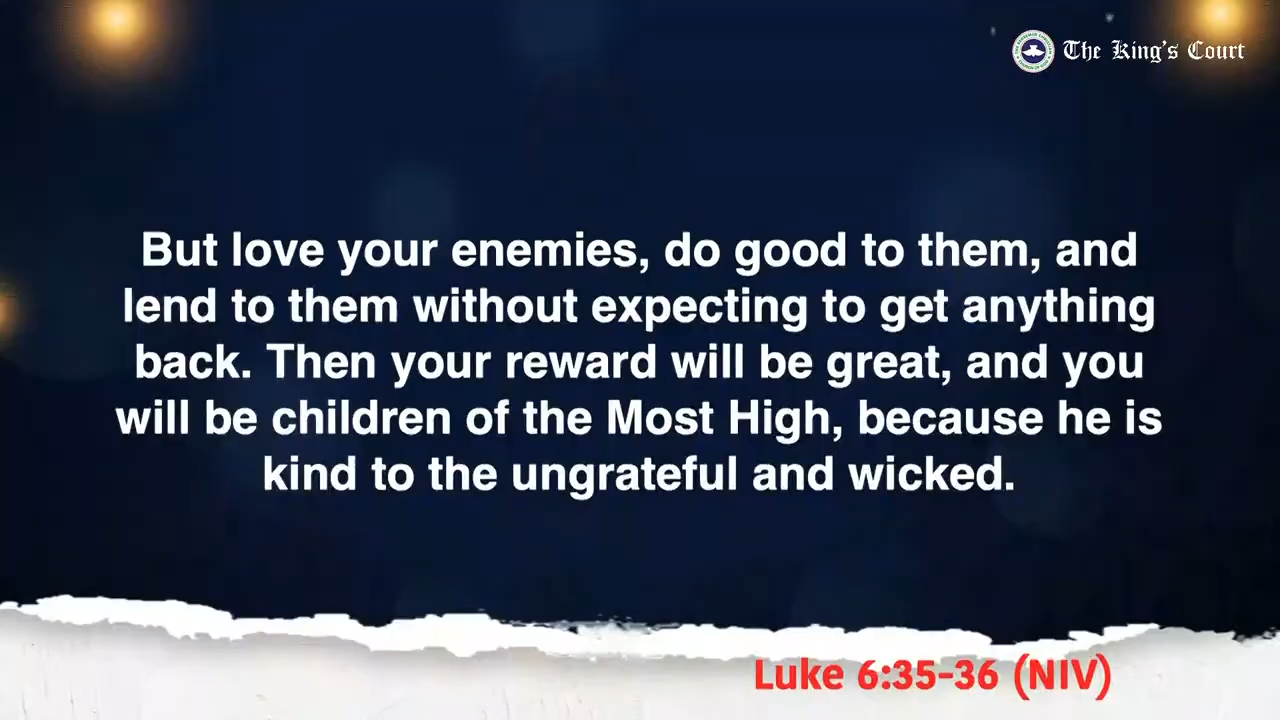 The King's Court
But love your enemies, do good to them, and
lend to them without expecting to get anything
back. Then your reward will be great, and you
will be children of the Most High, because he is
kind to the ungrateful and wicked.
Luke 6:35-36 (NIV)